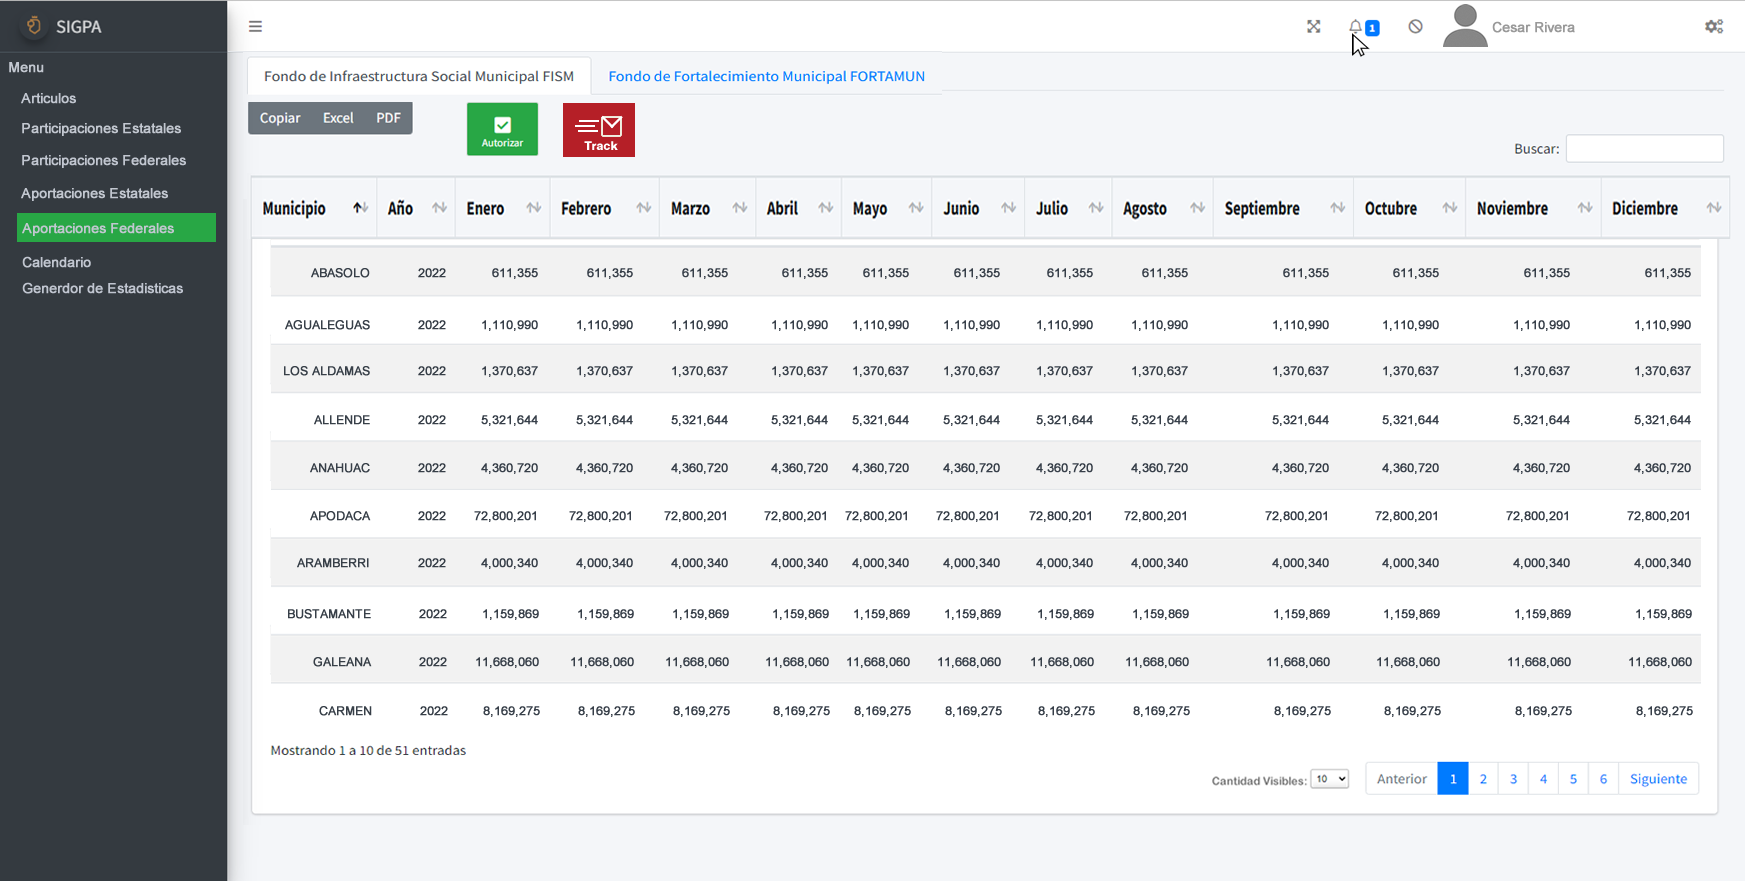 SIGPA
1
Cesar Rivera
Menu
Articulos
Participaciones Estatales
Participaciones Federales
Aportaciones Estatales
Aportaciones Federales
Calendario
Generdor de Estadisticas
Fondo de Infraestructura Social Municipal FISM
Fondo de Fortalecimiento Municipal FORTAMUN
Copiar Excel PDF
Autorizar
Track
Buscar:
Municipio Año Enero Febrero Marzo Abril Mayo Junio Julio Agosto Septiembre Octubre Noviembre Diciembre
ABASOLO 2022 611,355 611,355 611,355 611,355 611,355 611,355 611,355 611,355 611,355 611,355 611,355 611,355
AGUALEGUAS 2022 1,110,990 1,110,990 1,110,990 1,110,990 1,110,990 1,110,990 1,110,990 1,110,990 1,110,990 1,110,990 1,110,990 1,110,990
LOS ALDAMAS 2022 1,370,637 1,370,637 1,370,637 1,370,637 1,370,637 1,370,637 1,370,637 1,370,637 1,370,637 1,370,637 1,370,637 1,370,637
ALLENDE 2022 5,321,644 5,321,644 5,321,644 5,321,644 5,321,644 5,321,644 5,321,644 5,321,644 5,321,644 5,321,644 5,321,644 5,321,644
ANAHUAC 2022 4,360,720 4,360,720 4,360,720 4,360,720 4,360,720 4,360,720 4,360,720 4,360,720 4,360,720 4,360,720 4,360,720 4,360,720
APODACA 2022 72,800,201 72,800,201 72,800,201 72,800,201 72,800,201 72,800,201 72,800,201 72,800,201 72,800,201 72,800,201 72,800,201 72,800,201
ARAMBERRI 2022 4,000,340 4,000,340 4,000,340 4,000,340 4,000,340 4,000,340 4,000,340 4,000,340 4,000,340 4,000,340 4,000,340 4,000,340
BUSTAMANTE 2022 1,159,869 1,159,869 1,159,869 1,159,869 1,159,869 1,159,869 1,159,869 1,159,869 1,159,869 1,159,869 1,159,869 1,159,869
GALEANA 2022 11,668,060 11,668,060 11,668,060 11,668,060 11,668,060 11,668,060 11,668,060 11,668,060 11,668,060 11,668,060 11,668,060 11,668,060
CARMEN 2022 8,169,275 8,169,275 8,169,275 8,169,275 8,169,275 8,169,275 8,169,275 8,169,275 8,169,275 8,169,275 8,169,275 8,169,275
Mostrando 1 a 10 de 51 entradas
Cantidad Visibles: 10
Anterior 1 2 3 4 5 6 Siguiente